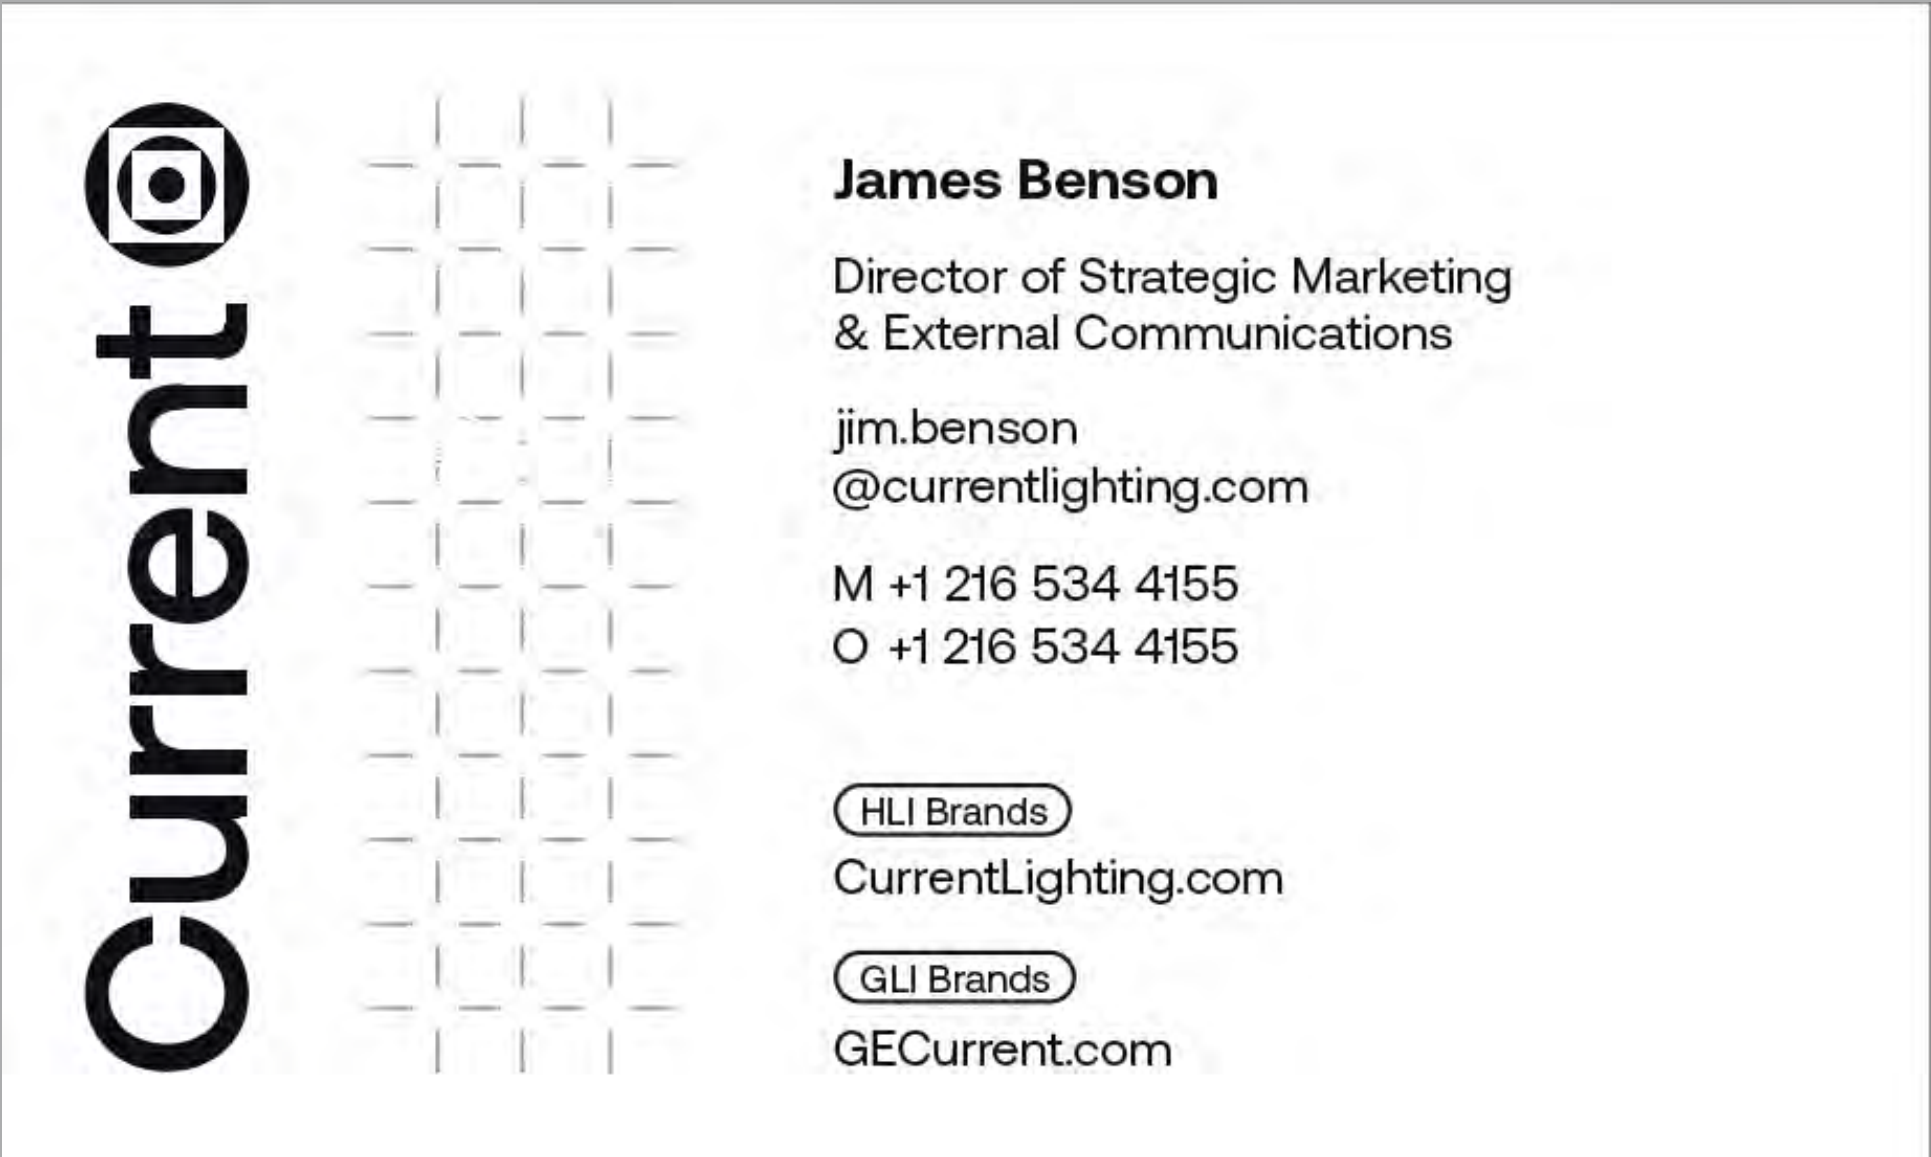 Current
James Benson
Director of Strategic Marketing
& External Communications
jim.benson
@currentlighting.com
M +1 216 534 4155
O +1 216 534 4155
HLI Brands
CurrentLighting.com
GLI Brands
GECurrent.com